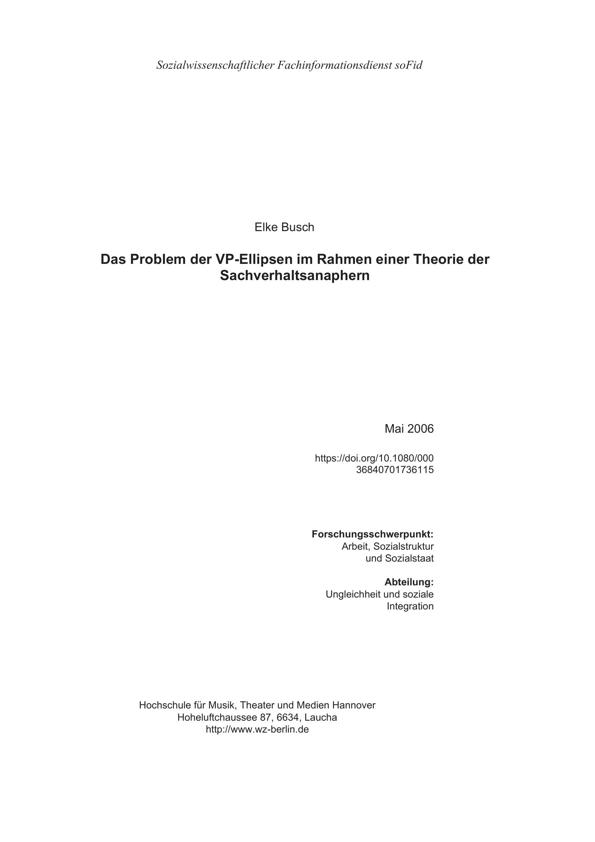 Sozialwissenschaftlicher Fachinformationsdienst soFid
Elke Busch
Das Problem der VP-Ellipsen im Rahmen einer Theorie der
Sachverhaltsanaphern
Mai 2006
https://doi.org/10.1080/000
36840701736115
Forschungsschwerpunkt:
Arbeit, Sozialstruktur
und Sozialstaat
Abteilung:
Ungleichheit und soziale
Integration
Hochschule für Musik, Theater und Medien Hannover
Hoheluftchaussee 87, 6634, Laucha
http://www.wz-berlin.de